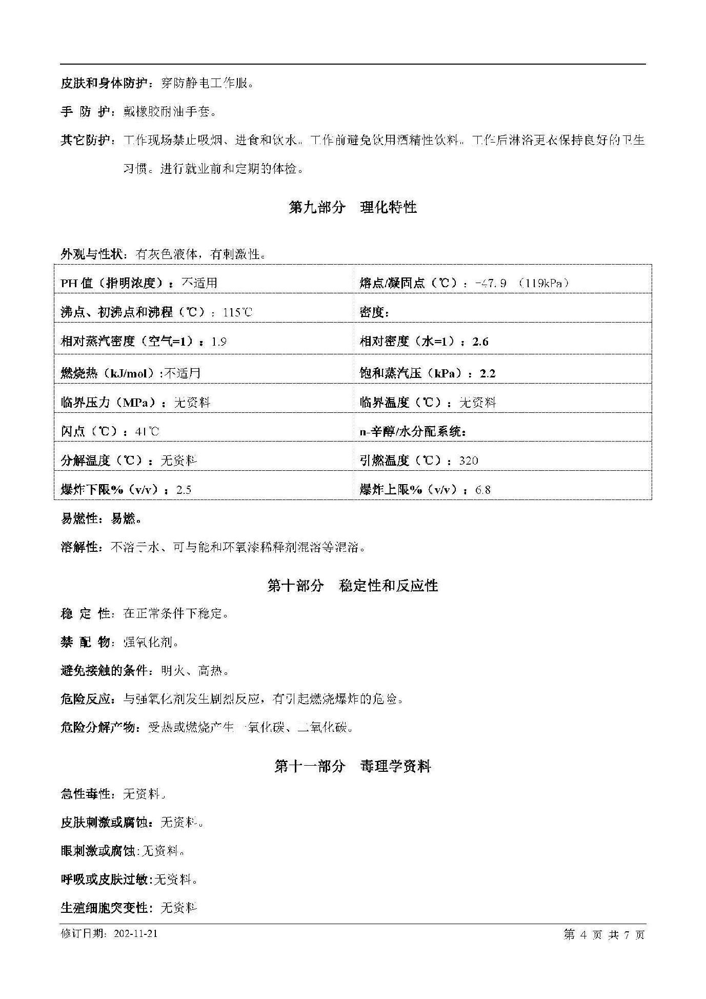 皮肤和身体防护：穿防静电工作服。
手 防 护：戴橡胶耐油手套。
其它防护：工作现场禁止吸烟、进食和饮水。工作前避免饮用酒精性饮料。工作后淋浴更衣保持良好的卫生
习惯。进行就业前和定期的体检。
第九部分 理化特性
外观与性状：有灰色液体，有刺激性。
PH 值（指明浓度）：不适用 熔点/凝固点（℃）：-47.9 （119kPa）
沸点、初沸点和沸程（℃）：115℃ 密度：
相对蒸汽密度（空气=1）：1.9 相对密度（水=1）：2.6
燃烧热（kJ/mol）:不适用 饱和蒸汽压（kPa）：2.2
临界压力（MPa）：无资料 临界温度（℃）：无资料
闪点（℃）：41℃ n-辛醇/水分配系统：
分解温度（℃）：无资料 引燃温度（℃）：320
爆炸下限%（v/v）：2.5 爆炸上限%（v/v）：6.8
易燃性：易燃。
溶解性：不溶于水、可与能和环氧漆稀释剂混溶等混溶。
第十部分 稳定性和反应性
稳 定 性：在正常条件下稳定。
禁 配 物：强氧化剂。
避免接触的条件：明火、高热。
危险反应：与强氧化剂发生剧烈反应，有引起燃烧爆炸的危险。
危险分解产物：受热或燃烧产生一氧化碳、二氧化碳。
第十一部分 毒理学资料
急性毒性：无资料。
皮肤刺激或腐蚀：无资料。
眼刺激或腐蚀:无资料。
呼吸或皮肤过敏:无资料。
生殖细胞突变性：无资料
修订日期：202-11-21 第 4 页 共 7 页